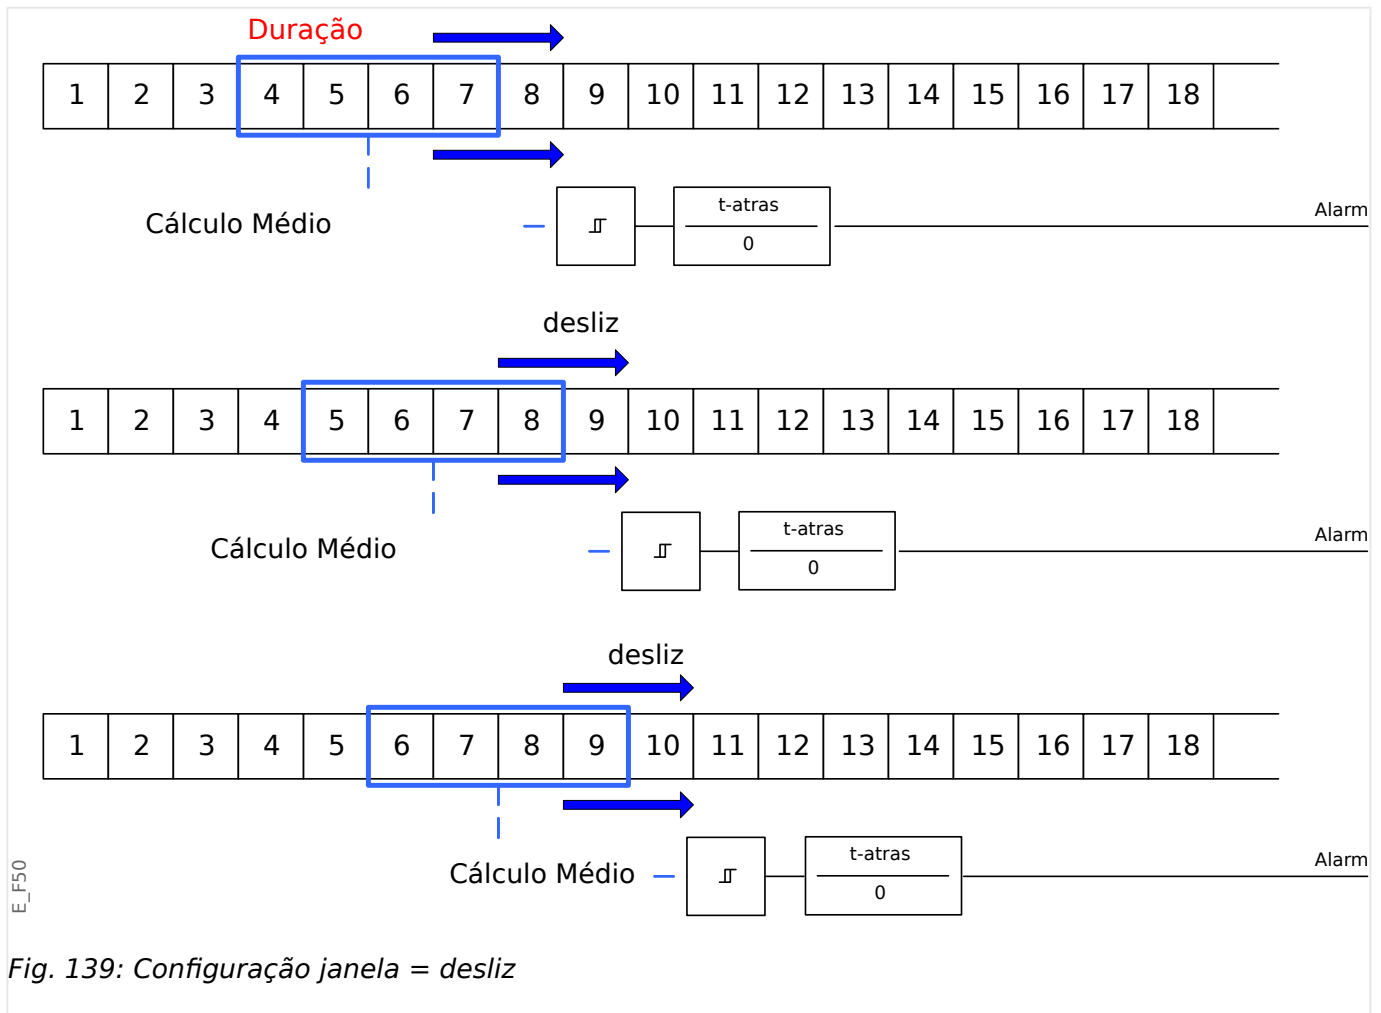 Duração
1 2 3 4 5 6 7 8 9 10 11 12 13 14 15 16 17 18
t-atras
Alarm
Cálculo Médio
0
desliz
1 2 3 4 5 6 7 8 9 10 11 12 13 14 15 16 17 18
t-atras
Alarm
Cálculo Médio
0
desliz
1 2 3 4 5 6 7 8 9 10 11 12 13 14 15 16 17 18
t-atras
Alarm
Cálculo Médio
0
E_F50
Fig. 139: Configuração janela = desliz